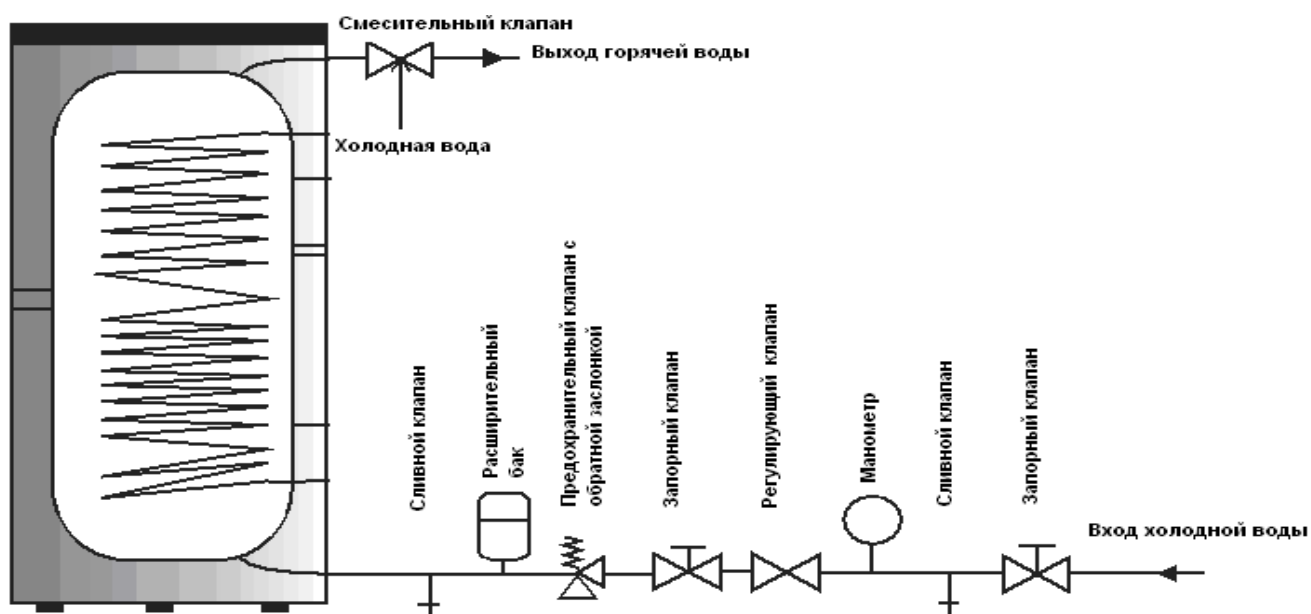 Смесительный клапан
Выход горячей воды
Холодная вода
Сливной клапан
Расширительный
бак
Предохранительный клапан с
обратной заслонкой
Запорный клапан
Регулирующий клапан
Манометр
Сливной клапан
Запорный клапан
Вход холодной воды